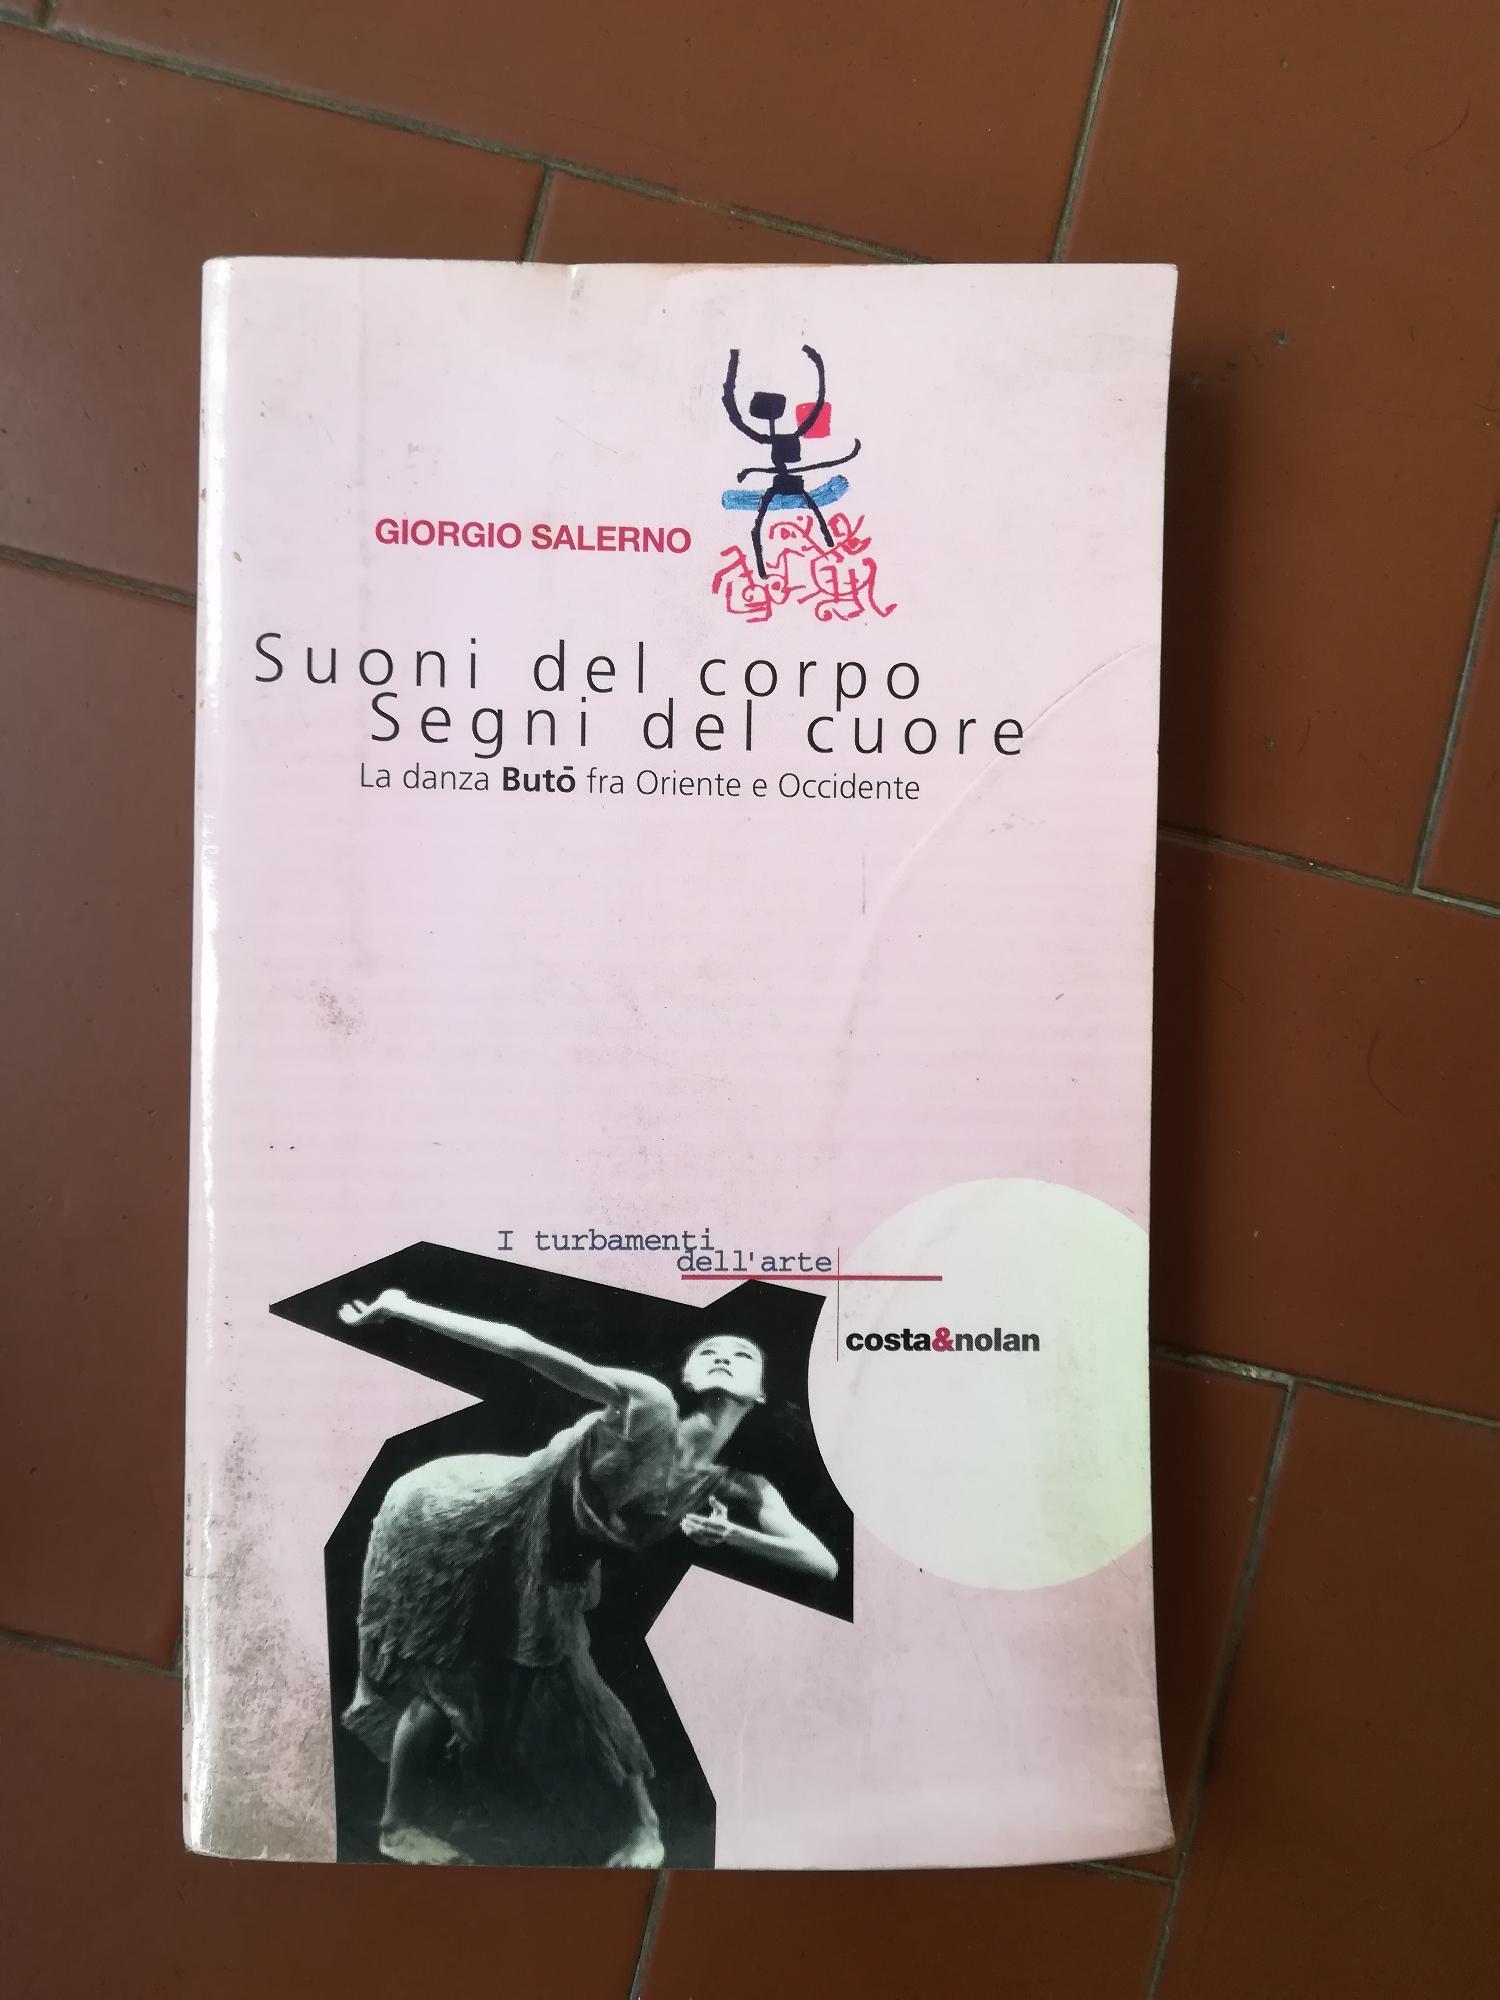 GIORGIO SALERNO
Suoni del corpo
Segni del cuore
La danza Butō fra Oriente e Occidente
I turbamenti
dell'arte
costa&nolan